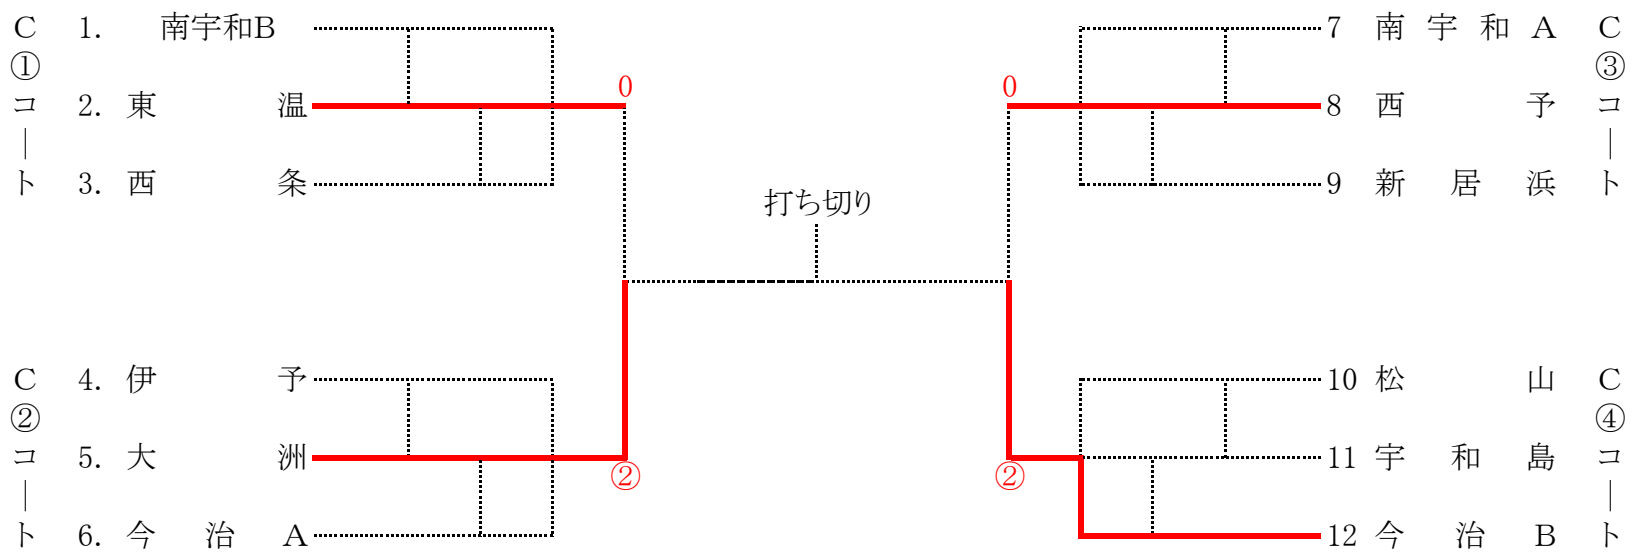 C①コート
1. 南宇和B
2. 東温
3. 西条
0
C②コート
4. 伊予
5. 大洲
6. 今治A
②
打ち切り
0
7 南宇和A
8 西予
9 新居浜
C③コート
②
10 松山
11 宇和島
12 今治B
C④コート